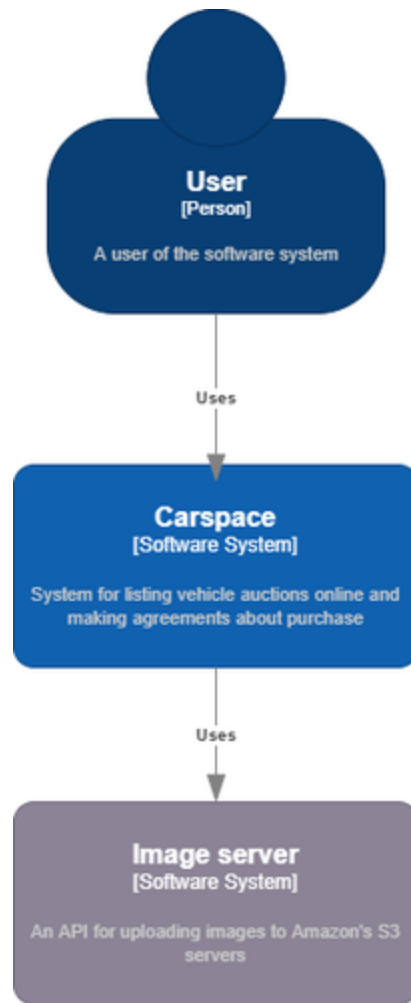 User
[Person]
A user of the software system
Uses
Carspace
[Software System]
System for listing vehicle auctions online and
making agreements about purchase
Uses
Image server
[Software System]
An API for uploading images to Amazon's S3
servers